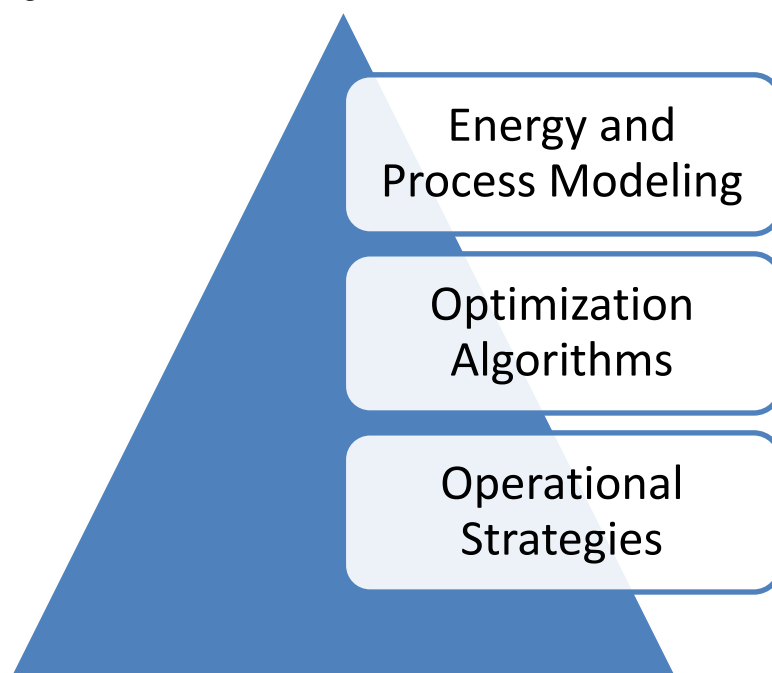 Energy and
Process Modeling
Optimization
Algorithms
Operational
Strategies